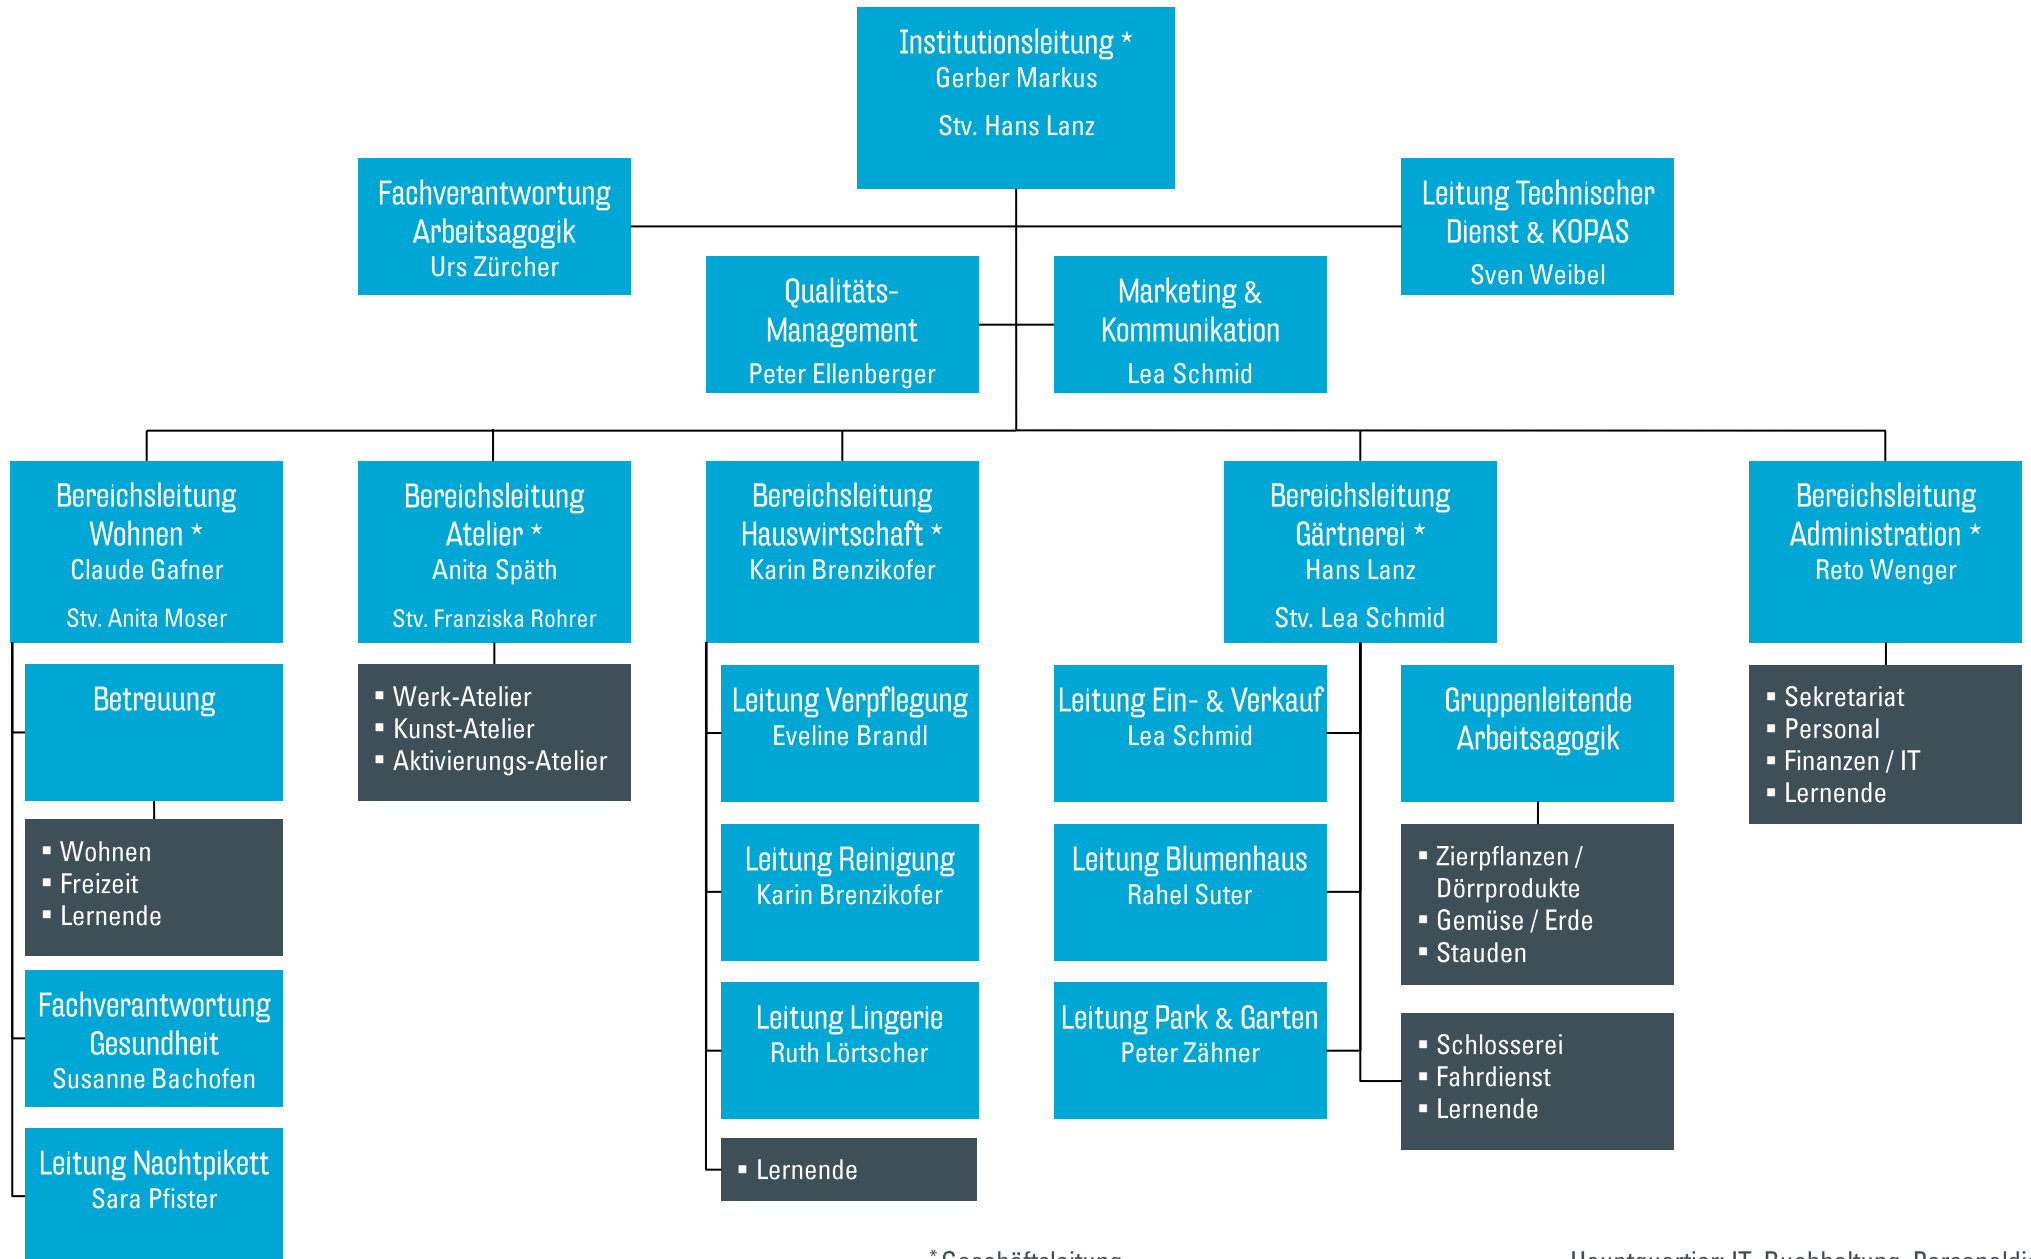 Institutionsleitung *
Gerber Markus
Stv. Hans Lanz
Fachverantwortung
Arbeitsagogik
Urs Zürcher
Leitung Technischer
Dienst & KOPAS
Sven Weibel
Qualitäts-
Management
Peter Ellenberger
Marketing &
Kommunikation
Lea Schmid
Bereichsleitung
Wohnen *
Claude Gafner
Stv. Anita Moser
Bereichsleitung
Atelier *
Anita Späth
Stv. Franziska Rohrer
Bereichsleitung
Hauswirtschaft *
Karin Brenzikofer
Bereichsleitung
Gärtnerei *
Hans Lanz
Stv. Lea Schmid
Bereichsleitung
Administration *
Reto Wenger
Betreuung
▪ Wohnen
▪ Freizeit
▪ Lernende
Fachverantwortung
Gesundheit
Susanne Bachofen
Leitung Nachtpikett
Sara Pfister
▪ Werk-Atelier
▪ Kunst-Atelier
▪ Aktivierungs-Atelier
Leitung Verpflegung
Eveline Brandl
Leitung Reinigung
Karin Brenzikofer
Leitung Lingerie
Ruth Lörtscher
▪ Lernende
Leitung Ein- & Verkauf
Lea Schmid
Leitung Blumenhaus
Rahel Suter
Leitung Park & Garten
Peter Zähner
Gruppenleitende
Arbeitsagogik
▪ Zierpflanzen /
Dörrprodukte
▪ Gemüse / Erde
▪ Stauden
▪ Schlosserei
▪ Fahrdienst
▪ Lernende
▪ Sekretariat
▪ Personal
▪ Finanzen / IT
▪ Lernende
* Geschäftsleitung
Hauptquartier: IT, Buchhaltung,